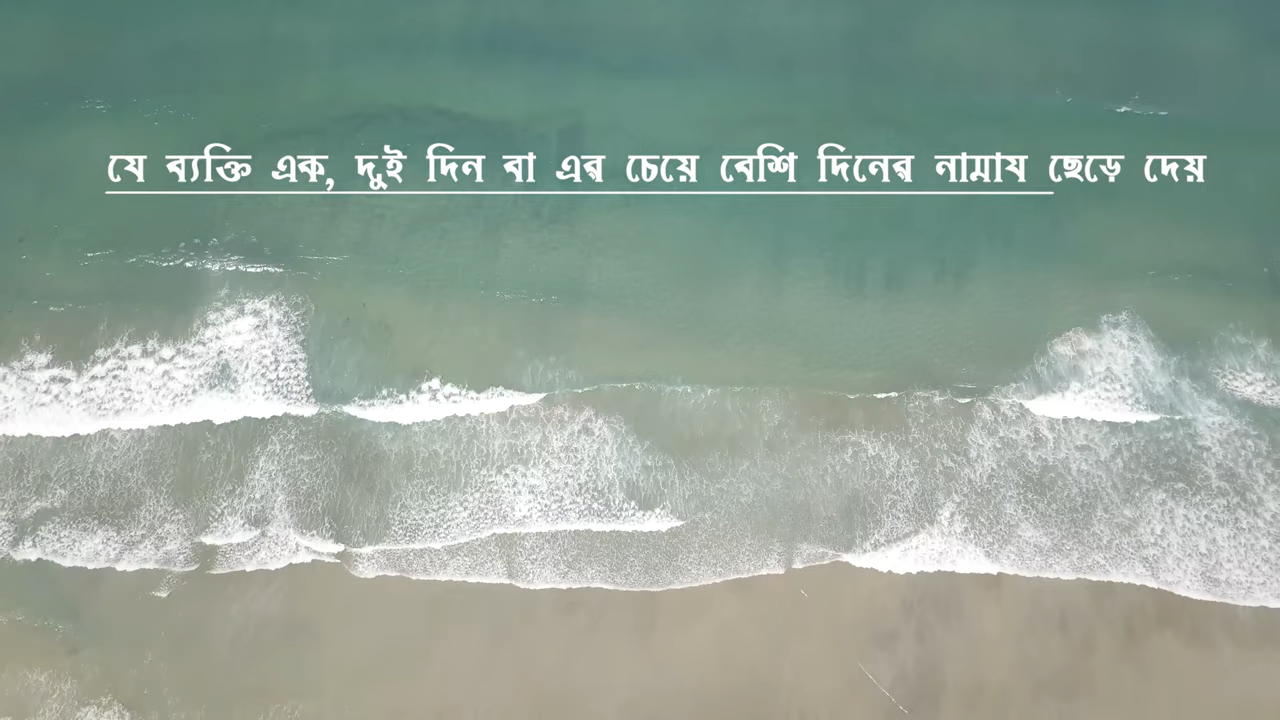 যে ব্যক্তি এক, দুই দিন বা এর চেয়ে বেশি দিনের নামায ছেড়ে দেয়